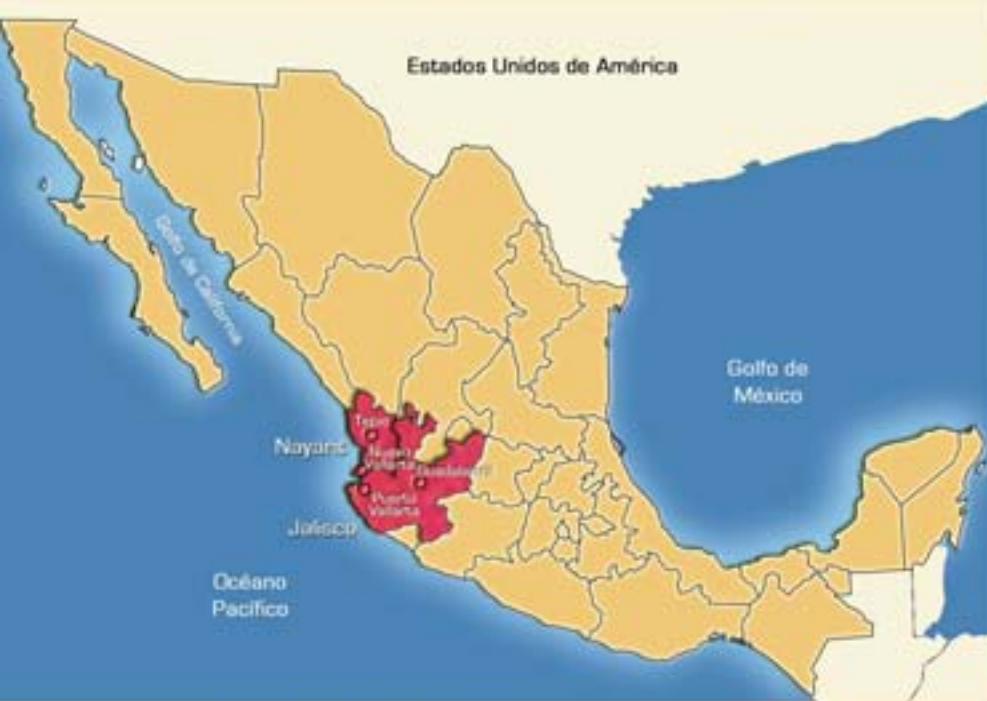 Estados Unidos de América
Golfo de California
Golfo de
México
Tepic
Nayarit
Nuevo
Vallarta
Guadalajara
Puerto
Vallarta
Jalisco
Océano
Pacífico